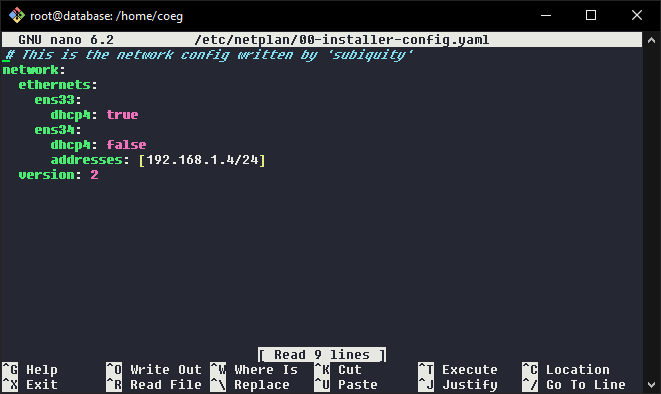 root@database: /home/coeg
GNU nano 6.2 /etc/netplan/00-installer-config.yaml
# This is the network config written by 'subiquity'
network:
  ethernets:
    ens33:
      dhcp4: true
    ens34:
      dhcp4: false
      addresses: [192.168.1.4/24]
  version: 2
[ Read 9 lines ]
^G Help ^O Write Out ^W Where Is ^K Cut ^T Execute ^C Location
^X Exit ^R Read File ^\ Replace ^U Paste ^J Justify ^/ Go To Line